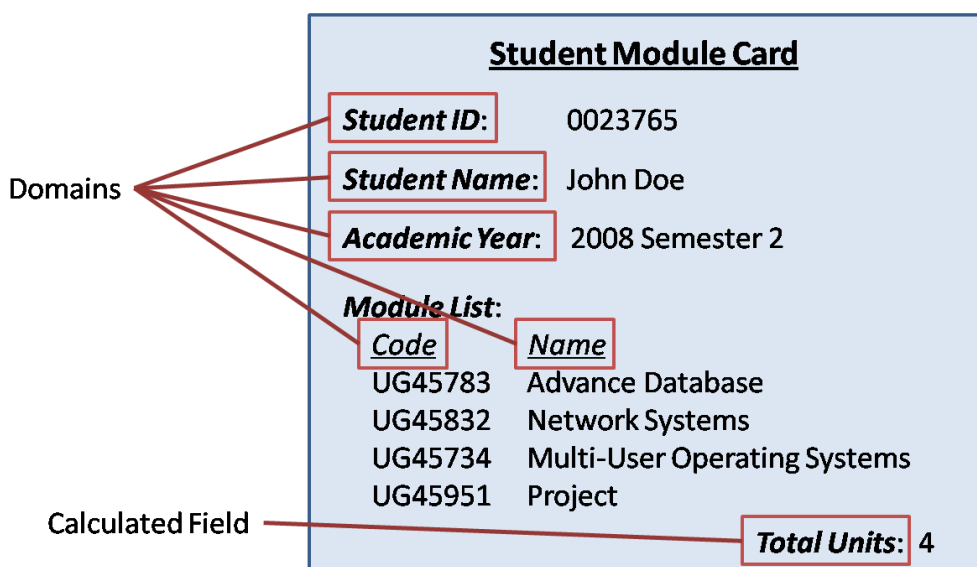 Student Module Card
Student ID: 0023765
Domains
Student Name: John Doe
Academic Year: 2008 Semester 2
Module List:
Code Name
UG45783 Advance Database
UG45832 Network Systems
UG45734 Multi-User Operating Systems
UG45951 Project
Calculated Field
Total Units: 4